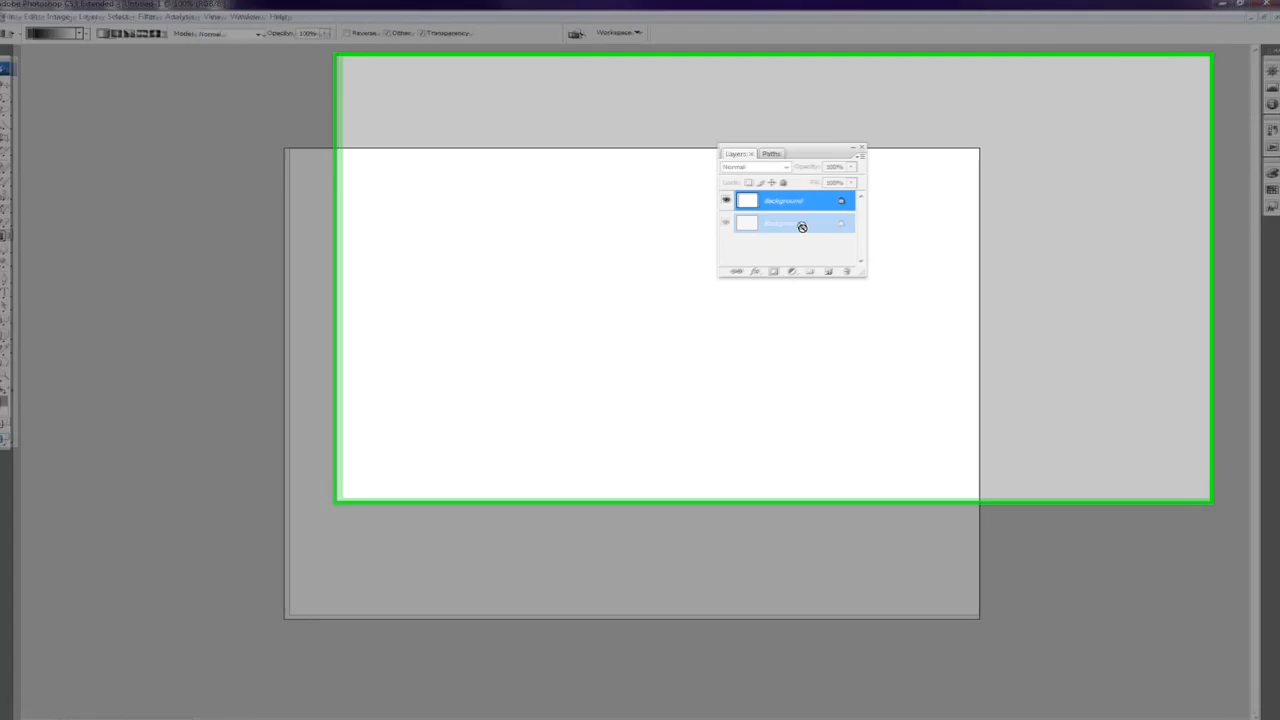 Adobe Photoshop CS3 Extended - [Untitled-1 @ 100% (RGB/8)]
File Edit Image Layer Select Filter Analysis View Window Help
Mode: Normal Opacity: 100% Reverse Dither Transparency Workspace
Layers x Paths
Normal Opacity: 100%
Lock: Fill: 100%
Background
Background